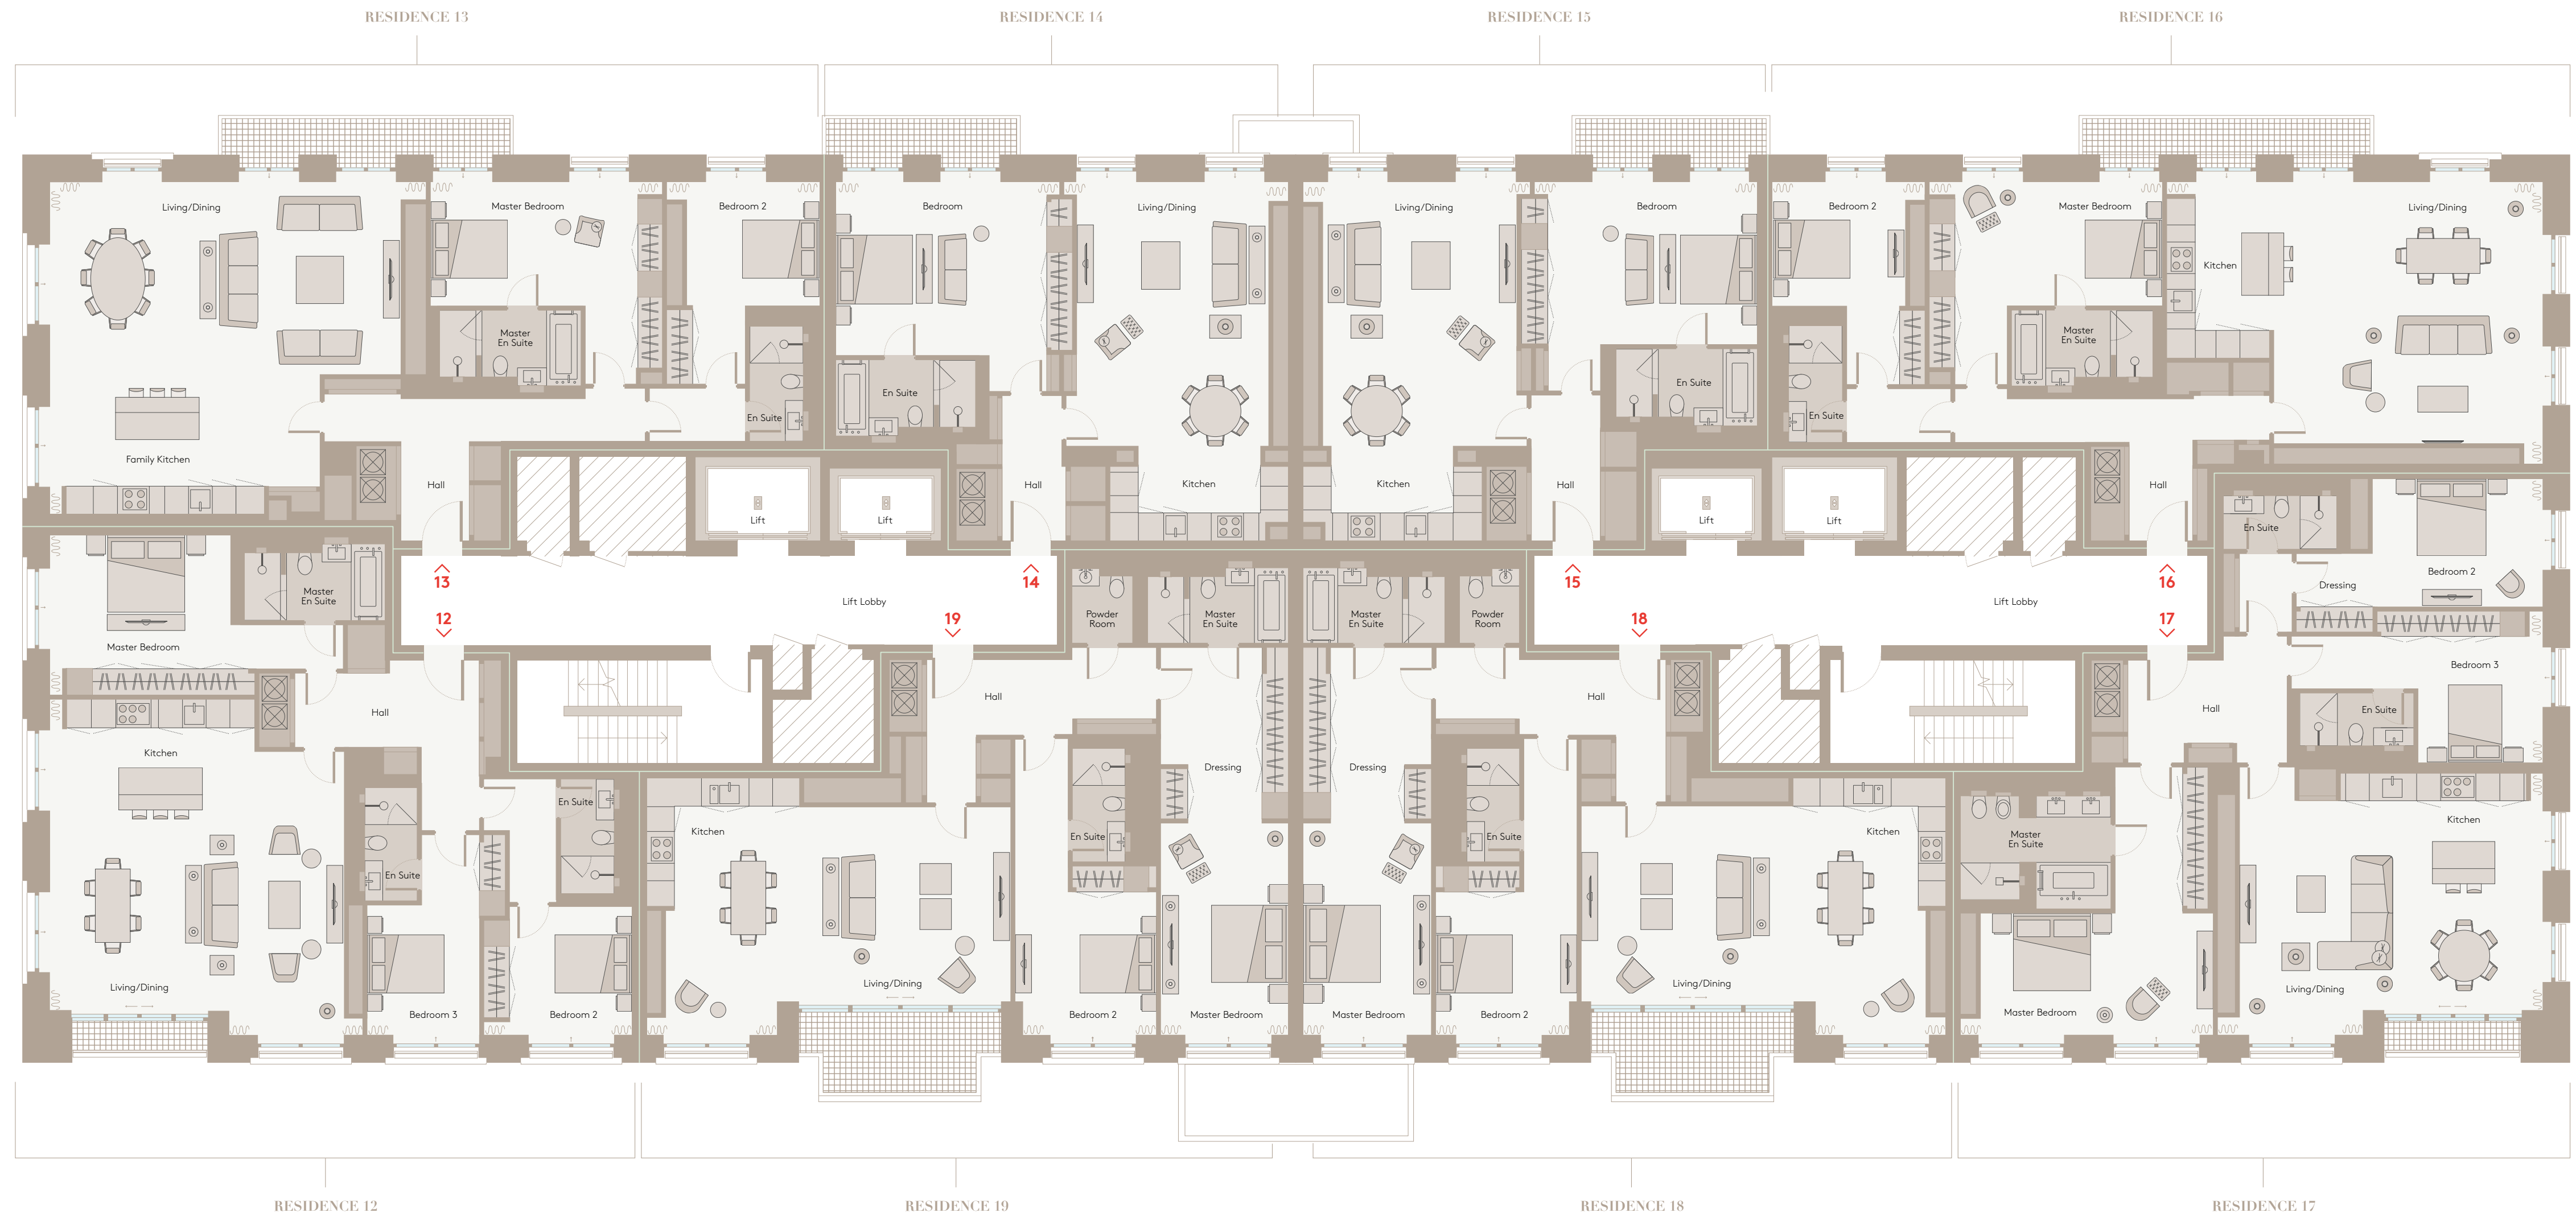 RESIDENCE 13
RESIDENCE 14
RESIDENCE 15
RESIDENCE 16
Living/Dining
Master Bedroom
Bedroom 2
Bedroom
Living/Dining
Living/Dining
Bedroom
Bedroom 2
Master Bedroom
Living/Dining
Kitchen
Master
En Suite
Master
En Suite
En Suite
En Suite
En Suite
En Suite
Family Kitchen
Hall
Hall
Kitchen
Kitchen
Hall
Hall
Lift
Lift
Lift
Lift
En Suite
Bedroom 2
Dressing
13
14
15
16
Master
En Suite
Lift Lobby
Lift Lobby
12
19
Powder
Room
Master
En Suite
Master
En Suite
Powder
Room
18
17
Master Bedroom
Bedroom 3
Hall
Hall
Hall
Hall
En Suite
Kitchen
Dressing
Dressing
En Suite
Kitchen
En Suite
En Suite
Kitchen
Master
En Suite
Kitchen
En Suite
Living/Dining
Living/Dining
Living/Dining
Living/Dining
Bedroom 3
Bedroom 2
Bedroom 2
Master Bedroom
Master Bedroom
Bedroom 2
Master Bedroom
RESIDENCE 12
RESIDENCE 19
RESIDENCE 18
RESIDENCE 17